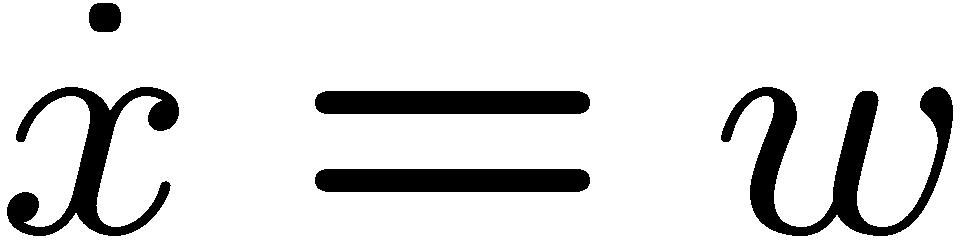 ẋ = w